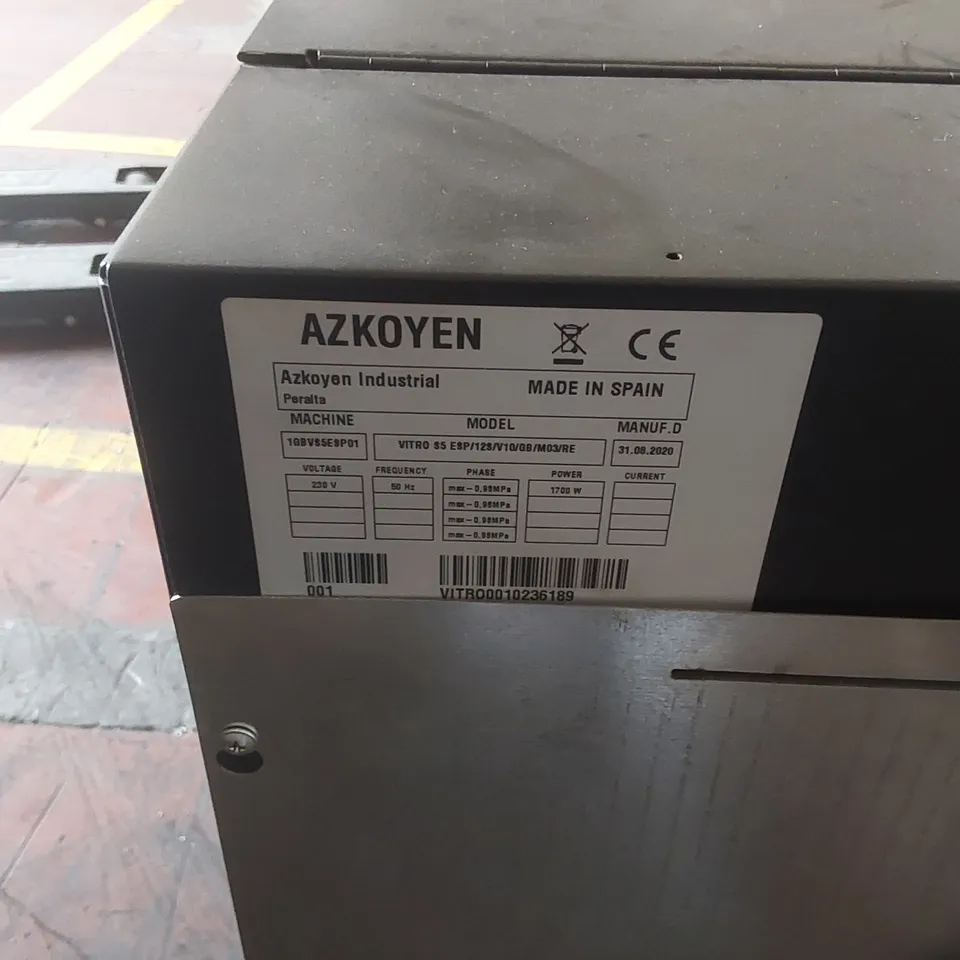 AZKOYEN
CE
Azkoyen Industrial
MADE IN SPAIN
Peralta
MACHINE MODEL MANUF.D
1GBVS5ESP01 VITRO S5 ESP/12S/V10/GB/M03/RE 31.08.2020
VOLTAGE FREQUENCY PHASE POWER CURRENT
230 V 50 Hz max-0,98MPa 1700 W
max-0,98MPa
max-0,98MPa
max-0,98MPa
001 VITRO0010236189